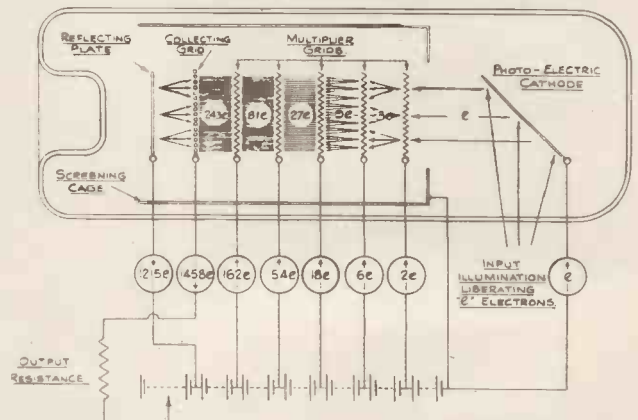 REFLECTING
PLATE
COLLECTING
GRID
MULTIPLIER
GRIDS
PHOTO-ELECTRIC
CATHODE
243e
81e
27e
9e
3e
e
SCREENING
CAGE
1215e
1458e
162e
54e
18e
6e
2e
e
INPUT
ILLUMINATION
LIBERATING
"e" ELECTRONS
OUTPUT
RESISTANCE